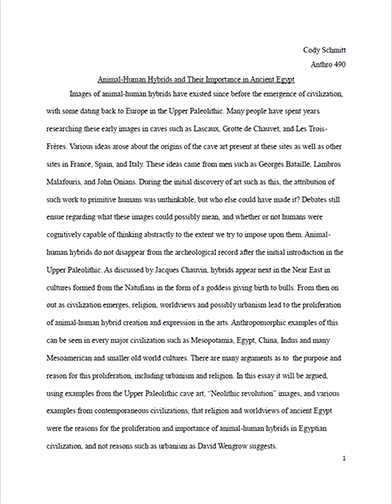 Cody Schmitt
Anthro 490
Animal-Human Hybrids and Their Importance in Ancient Egypt
Images of animal-human hybrids have existed since before the emergence of civilization,
with some dating back to Europe in the Upper Paleolithic. Many people have spent years
researching these early images in caves such as Lascaux, Grotte de Chauvet, and Les Trois-
Frères. Various ideas arose about the origins of the cave art present at these sites as well as other
sites in France, Spain, and Italy. These ideas came from men such as Georges Bataille, Lambros
Malafouris, and John Onians. During the initial discovery of art such as this, the attribution of
such work to primitive humans was unthinkable, but who else could have made it? Debates still
ensue regarding what these images could possibly mean, and whether or not humans were
cognitively capable of thinking abstractly to the extent we try to impose upon them. Animal-
human hybrids do not disappear from the archeological record after the initial introduction in the
Upper Paleolithic. As discussed by Jacques Chauvin, hybrids appear next in the Near East in
cultures formed from the Natufians in the form of a goddess giving birth to bulls. From then on
out as civilization emerges, religion, worldviews and possibly urbanism lead to the proliferation
of animal-human hybrid creation and expression in the arts. Anthropomorphic examples of this
can be seen in every major civilization such as Mesopotamia, Egypt, China, Indus and many
Mesoamerican and smaller old world cultures. There are many arguments as to the purpose and
reason for this proliferation, including urbanism and religion. In this essay it will be argued,
using examples from the Upper Paleolithic cave art, “Neolithic revolution” images, and various
examples from contemporaneous civilizations, that religion and worldviews of ancient Egypt
were the reasons for the proliferation and importance of animal-human hybrids in Egyptian
civilization, and not reasons such as urbanism as David Wengrow suggests.
1